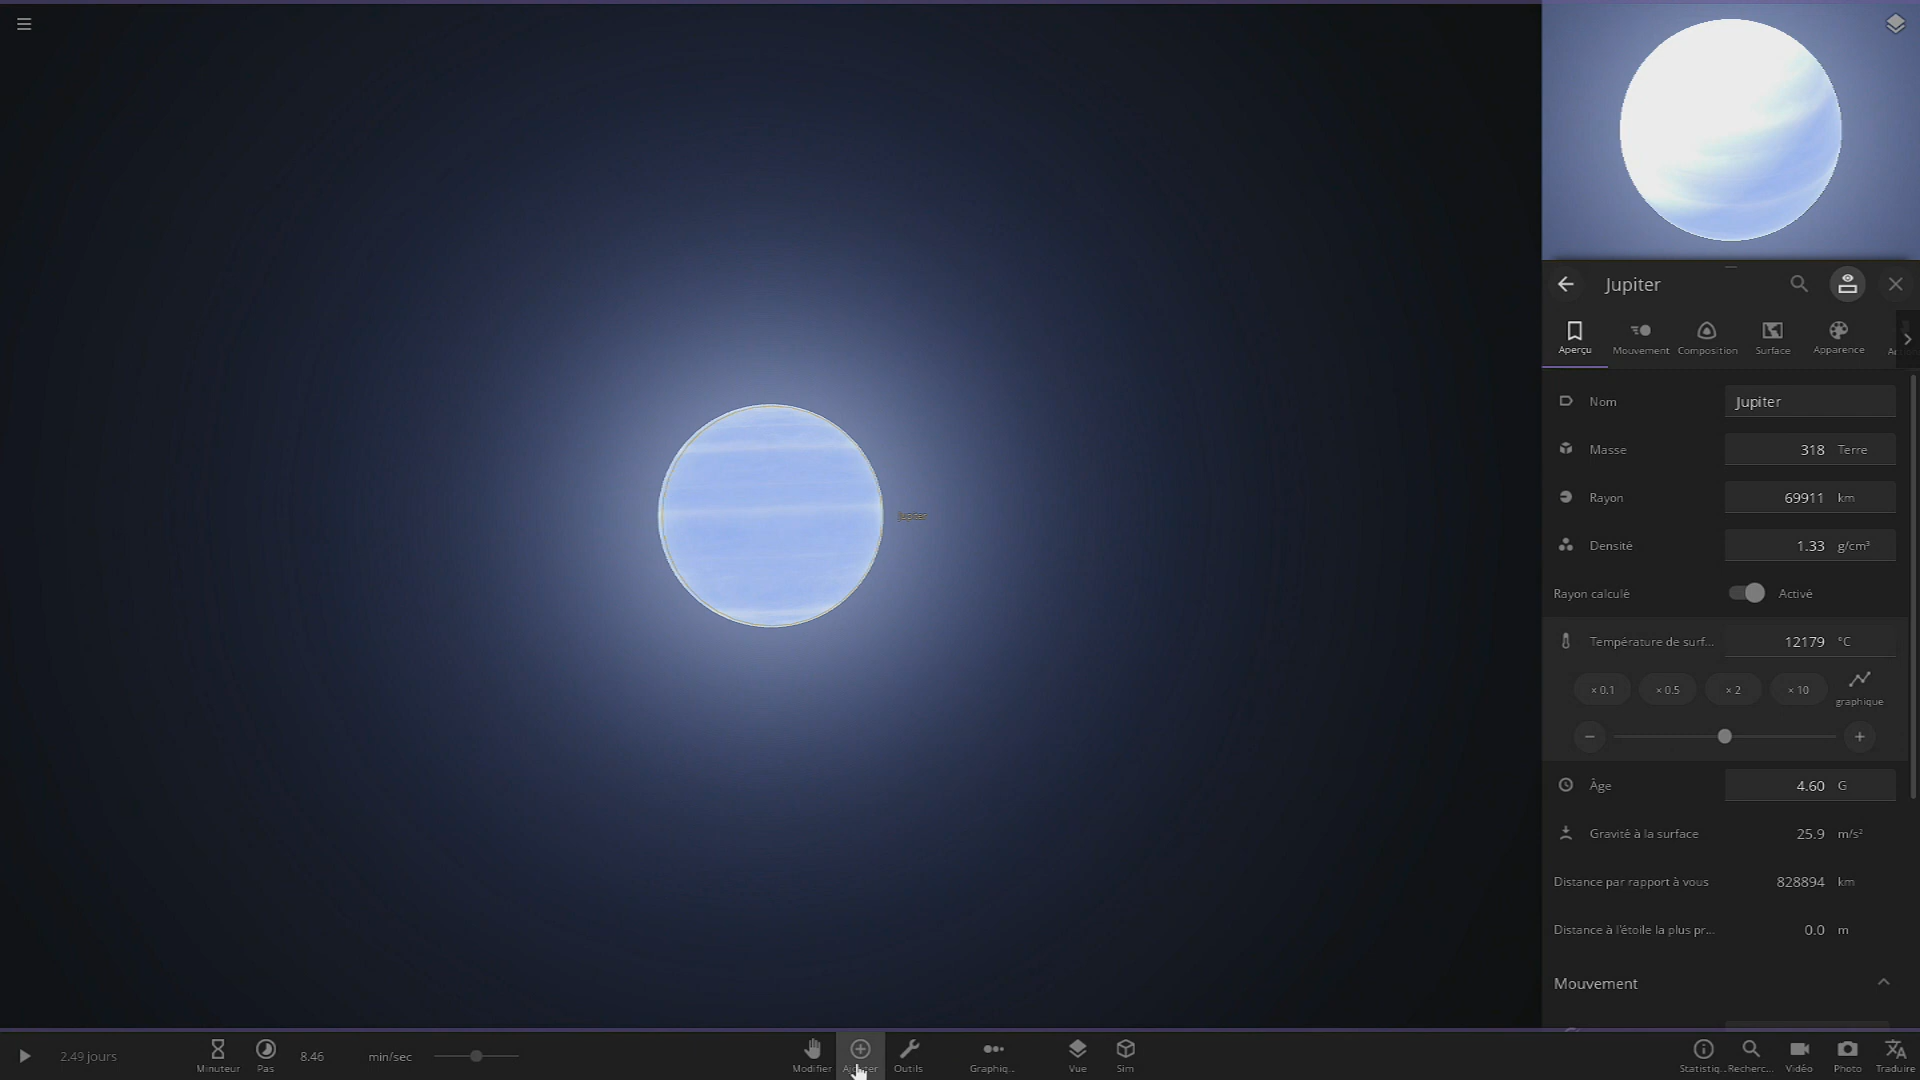 Jupiter
Jupiter
Aperçu
Mouvement
Composition
Surface
Apparence
Nom
Jupiter
Masse
318 Terre
Rayon
69911 km
Densité
1.33 g/cm³
Rayon calculé
Activé
Température de surf...
12179 °C
× 0.1
× 0.5
× 2
× 10
graphique
Âge
4.60 G
Gravité à la surface
25.9 m/s²
Distance par rapport à vous
828894 km
Distance à l'étoile la plus pr...
0.0 m
Mouvement
2.49 jours
Minuteur
Pas
8.46
min/sec
Modifier
Outils
Graphiq...
Vue
Sim
Statistiq...
Recherc...
Vidéo
Photo
Traduire